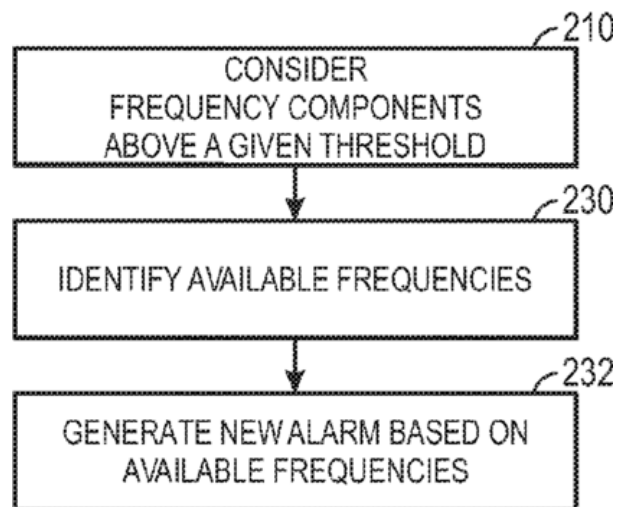 210
CONSIDER
FREQUENCY COMPONENTS
ABOVE A GIVEN THRESHOLD
230
IDENTIFY AVAILABLE FREQUENCIES
232
GENERATE NEW ALARM BASED ON
AVAILABLE FREQUENCIES